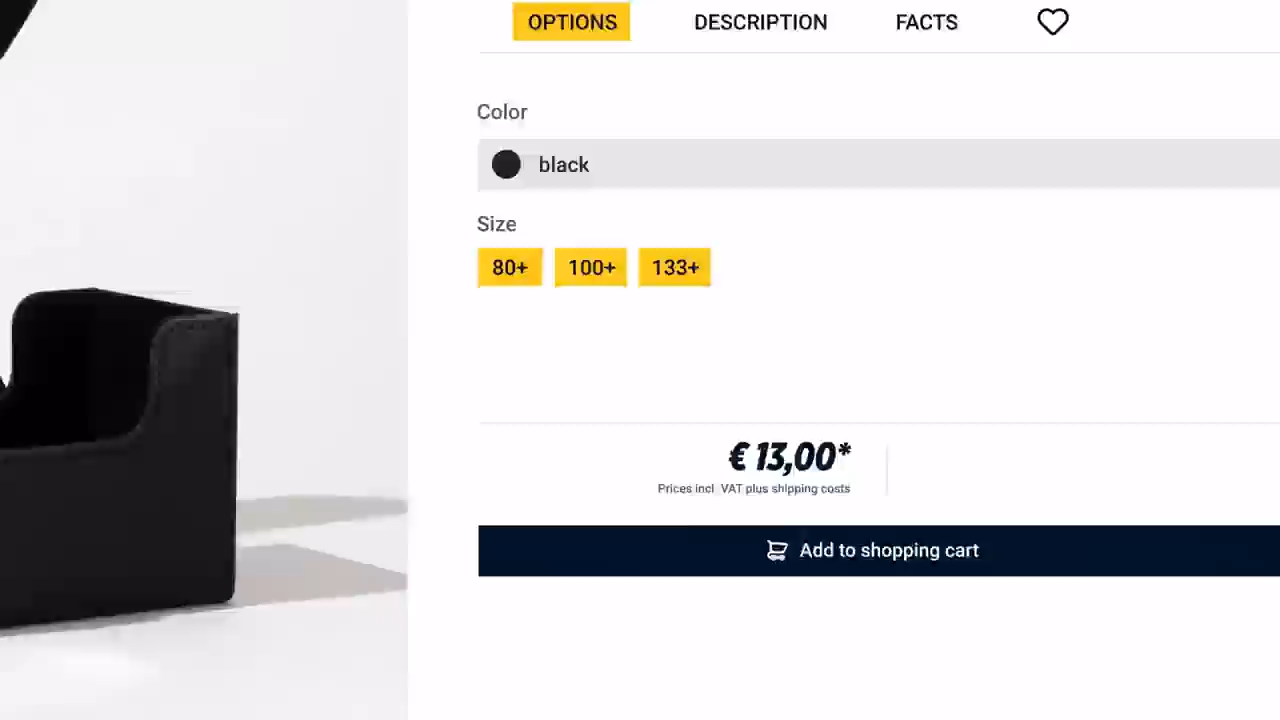 OPTIONS DESCRIPTION FACTS
Color
black
Size
80+ 100+ 133+
€ 13,00*
Prices incl. VAT plus shipping costs
Add to shopping cart